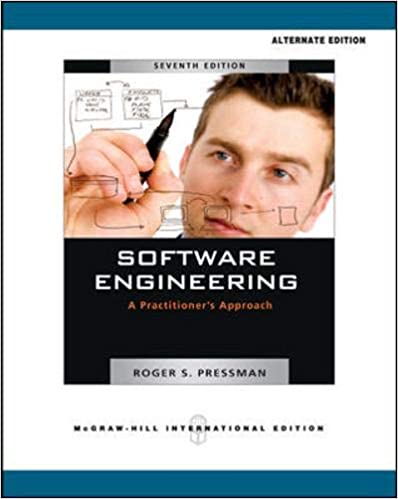 ALTERNATE EDITION
SEVENTH EDITION
SOFTWARE
ENGINEERING
A Practitioner's Approach
ROGER S. PRESSMAN
McGRAW-HILL INTERNATIONAL EDITION